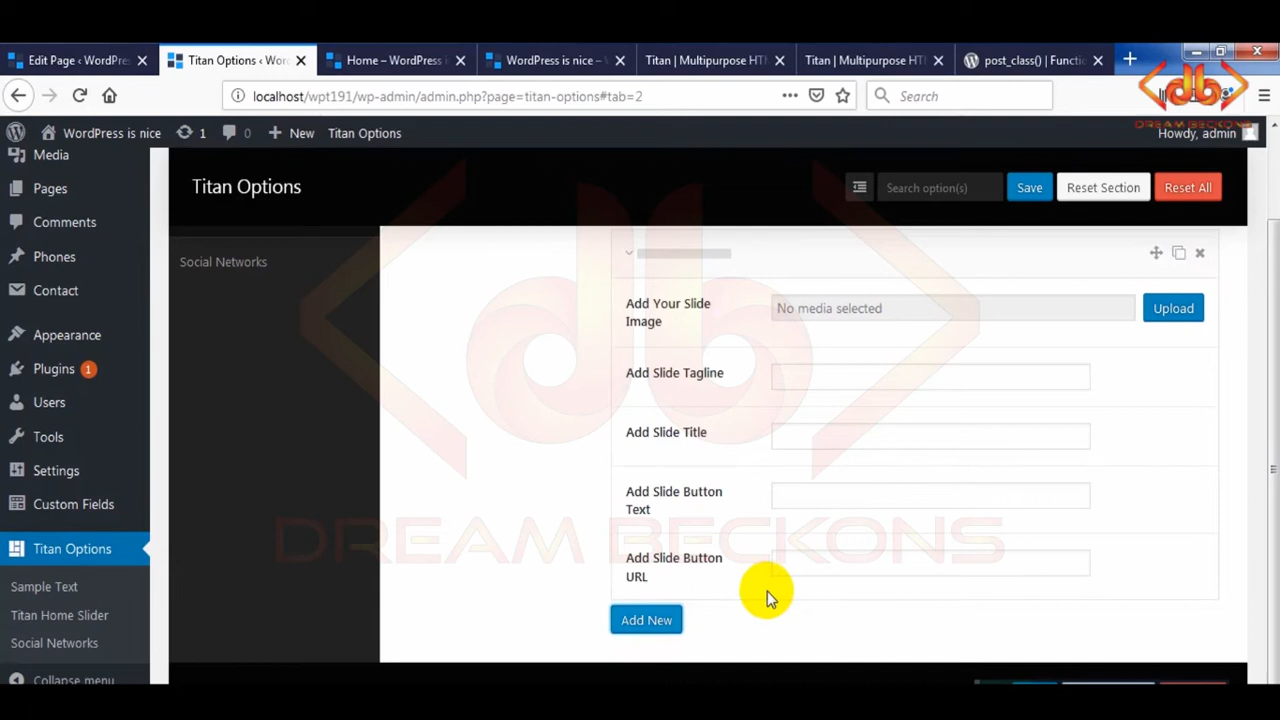 Edit Page ‹ WordPre
Titan Options ‹ Wor
Home – WordPress i
WordPress is nice –
Titan | Multipurpose HT
Titan | Multipurpose HT
post_class() | Functi
localhost/wpt191/wp-admin/admin.php?page=titan-options#tab=2
Search
DREAM BECKONS
WordPress is nice
1
0
New
Titan Options
Howdy, admin
Media
Pages
Comments
Phones
Contact
Appearance
Plugins 1
Users
Tools
Settings
Custom Fields
Titan Options
Sample Text
Titan Home Slider
Social Networks
Collapse menu
Titan Options
Search option(s)
Save
Reset Section
Reset All
Social Networks
Add Your Slide
Image
No media selected
Upload
Add Slide Tagline
Add Slide Title
Add Slide Button
Text
Add Slide Button
URL
Add New
DREAM BECKONS